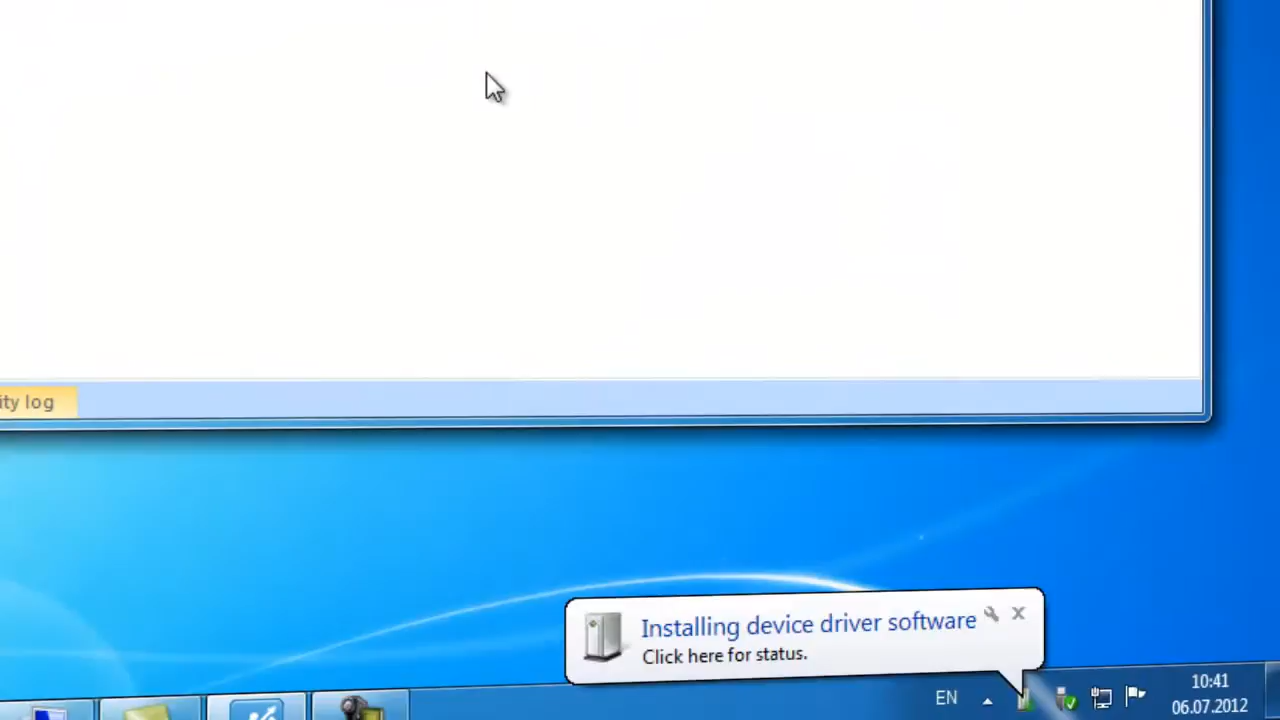 ity log
Installing device driver software
Click here for status.
EN
10:41
06.07.2012